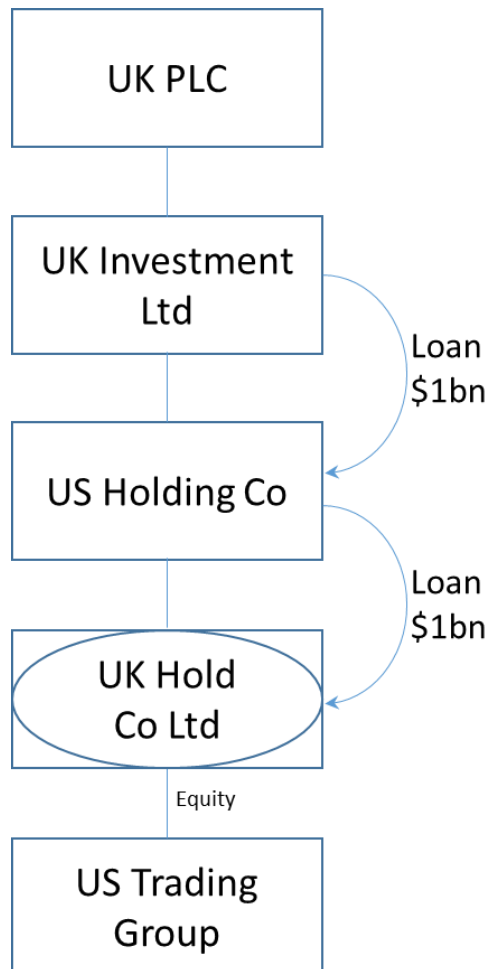 UK PLC
UK Investment
Ltd
Loan
$1bn
US Holding Co
Loan
$1bn
UK Hold
Co Ltd
Equity
US Trading
Group